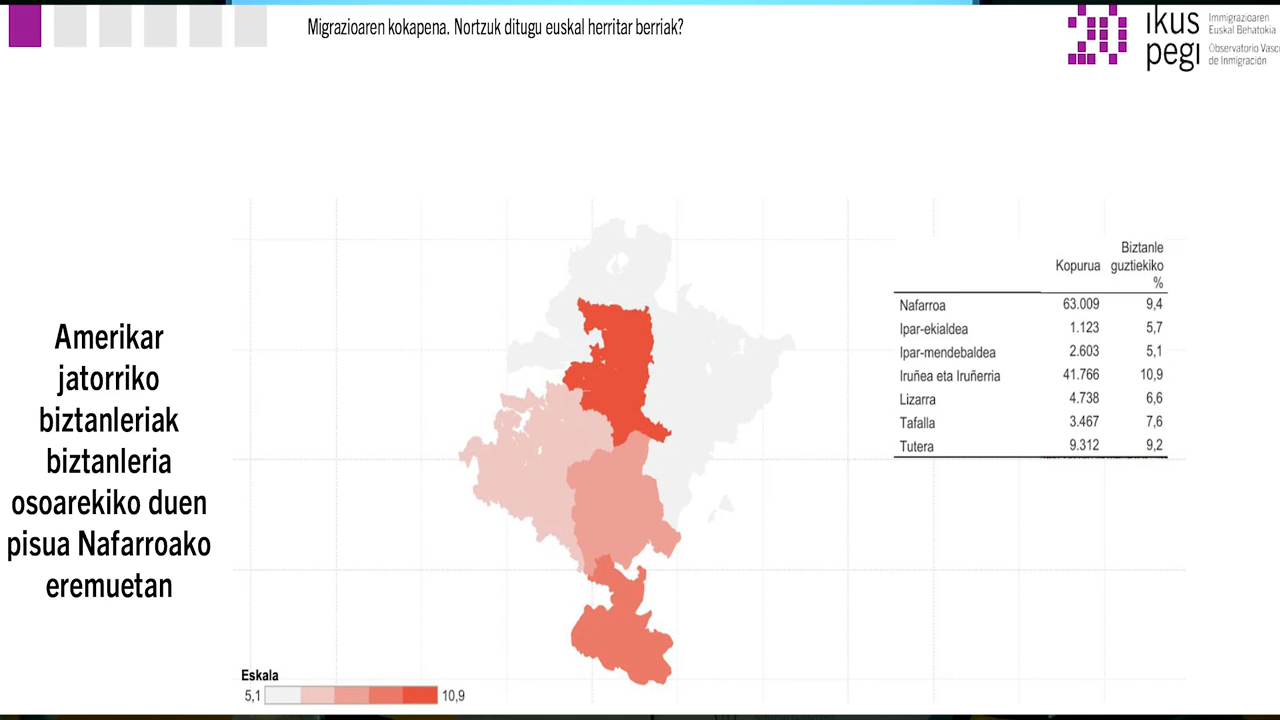 Migrazioaren kokapena. Nortzuk ditugu euskal herritar berriak?
20
ikus
pegi
Immigrazioaren
Euskal Behatokia
Observatorio Vasco
de Inmigración
Amerikar
jatorriko
biztanleriak
biztanleria
osoarekiko duen
pisua Nafarroako
eremuetan
Kopurua Biztanle guztiekiko %
Nafarroa 63.009 9,4
Ipar-ekialdea 1.123 5,7
Ipar-mendebaldea 2.603 5,1
Iruñea eta Iruñerria 41.766 10,9
Lizarra 4.738 6,6
Tafalla 3.467 7,6
Tutera 9.312 9,2
Eskala
5,1 10,9